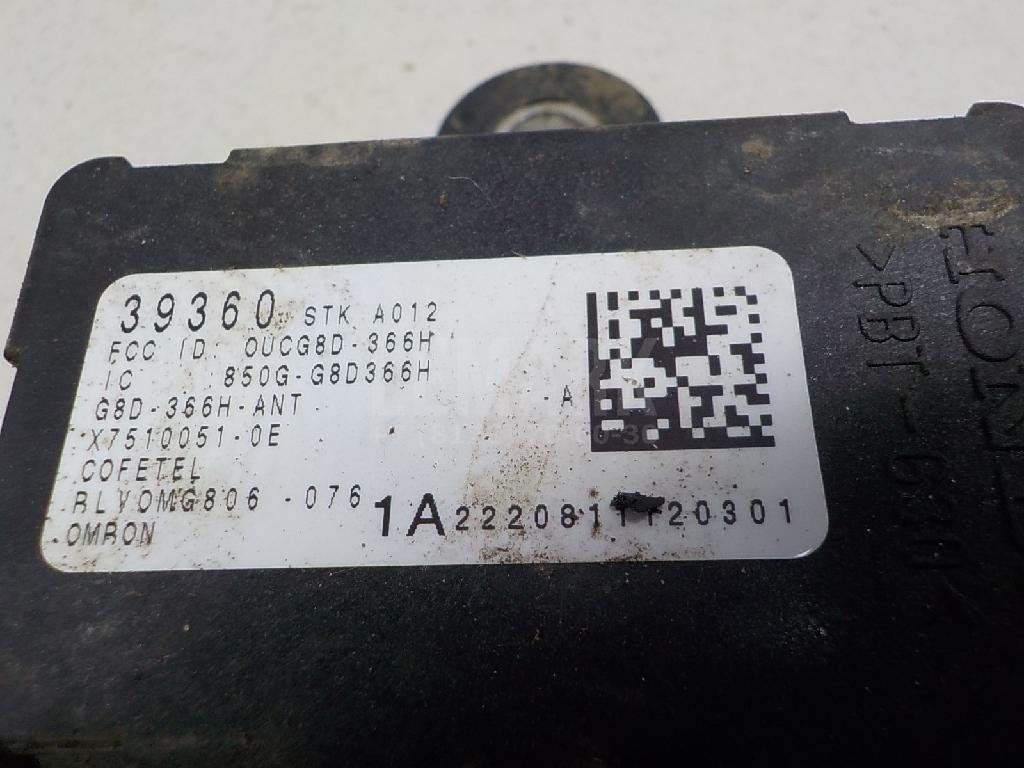 39360 STK A012
FCC ID: OUCG8D-366H
IC : 850G-G8D366H
G8D-366H-ANT A
X7510051-0E
COFETEL
RLVOMG806-076
OMRON
1A
>PBT-G30<